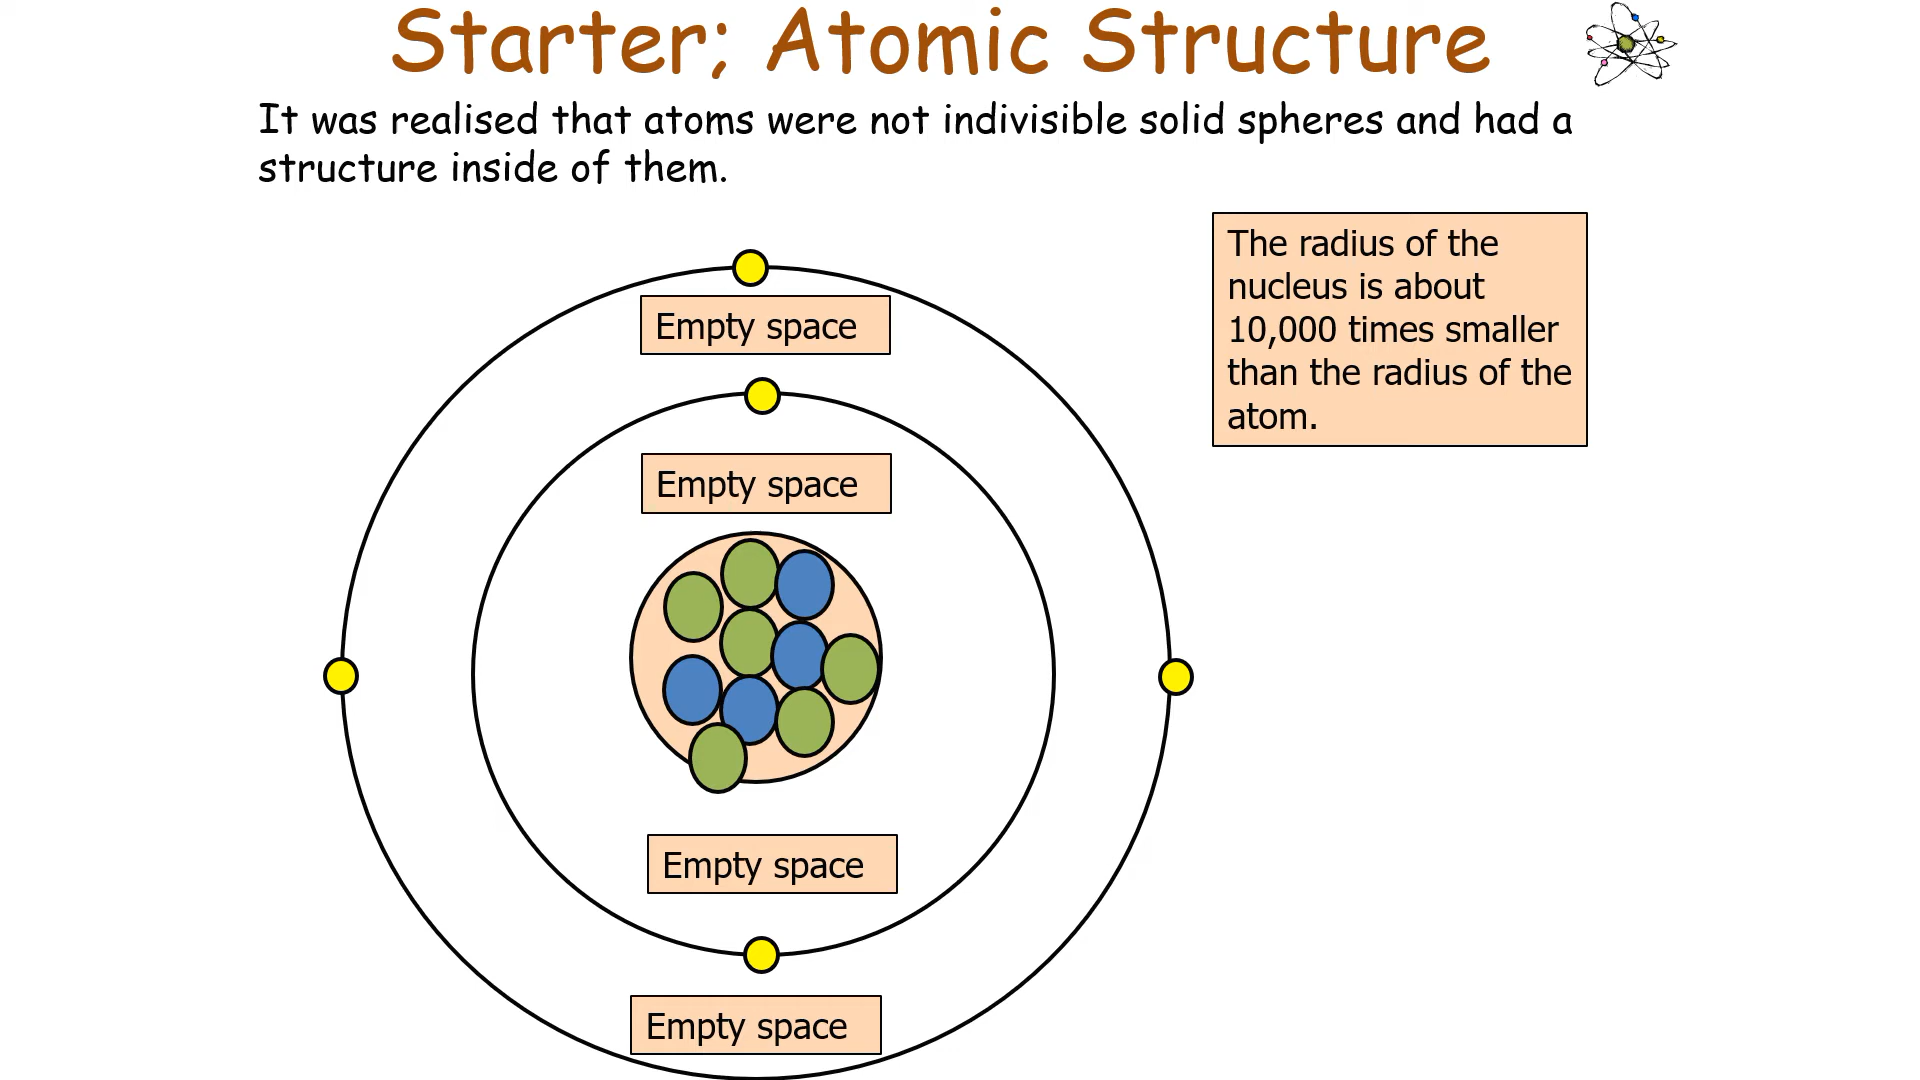 Starter; Atomic Structure
It was realised that atoms were not indivisible solid spheres and had a
structure inside of them.
The radius of the
nucleus is about
10,000 times smaller
than the radius of the
atom.
Empty space
Empty space
Empty space
Empty space